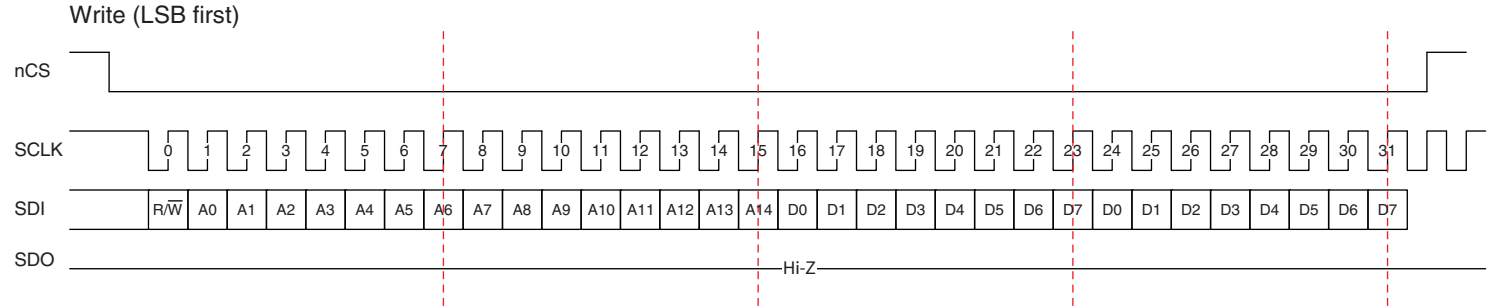 Write (LSB first)
nCS
SCLK 0 1 2 3 4 5 6 7 8 9 10 11 12 13 14 15 16 17 18 19 20 21 22 23 24 25 26 27 28 29 30 31
SDI R/W̅ A0 A1 A2 A3 A4 A5 A6 A7 A8 A9 A10 A11 A12 A13 A14 D0 D1 D2 D3 D4 D5 D6 D7 D0 D1 D2 D3 D4 D5 D6 D7
SDO Hi-Z